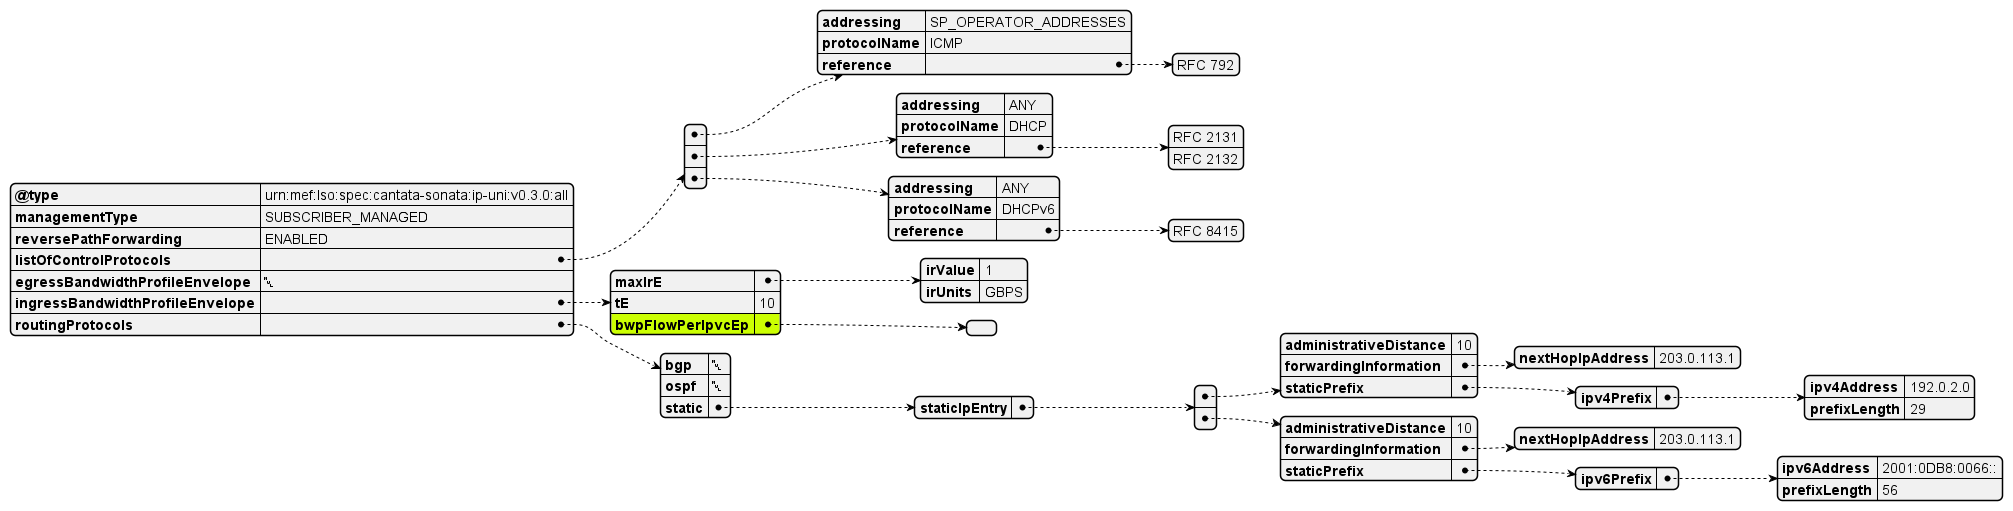 @type urn:mef:lso:spec:cantata-sonata:ip-uni:v0.3.0:all
managementType SUBSCRIBER_MANAGED
reversePathForwarding ENABLED
listOfControlProtocols
egressBandwidthProfileEnvelope ␀
ingressBandwidthProfileEnvelope
routingProtocols
addressing SP_OPERATOR_ADDRESSES
protocolName ICMP
reference
RFC 792
addressing ANY
protocolName DHCP
reference
RFC 2131
RFC 2132
addressing ANY
protocolName DHCPv6
reference
RFC 8415
maxIrE
tE 10
bwpFlowPerIpvcEp
irValue 1
irUnits GBPS
bgp ␀
ospf ␀
static
staticIpEntry
administrativeDistance 10
forwardingInformation
staticPrefix
nextHopIpAddress 203.0.113.1
ipv4Prefix
ipv4Address 192.0.2.0
prefixLength 29
administrativeDistance 10
forwardingInformation
staticPrefix
nextHopIpAddress 203.0.113.1
ipv6Prefix
ipv6Address 2001:0DB8:0066::
prefixLength 56